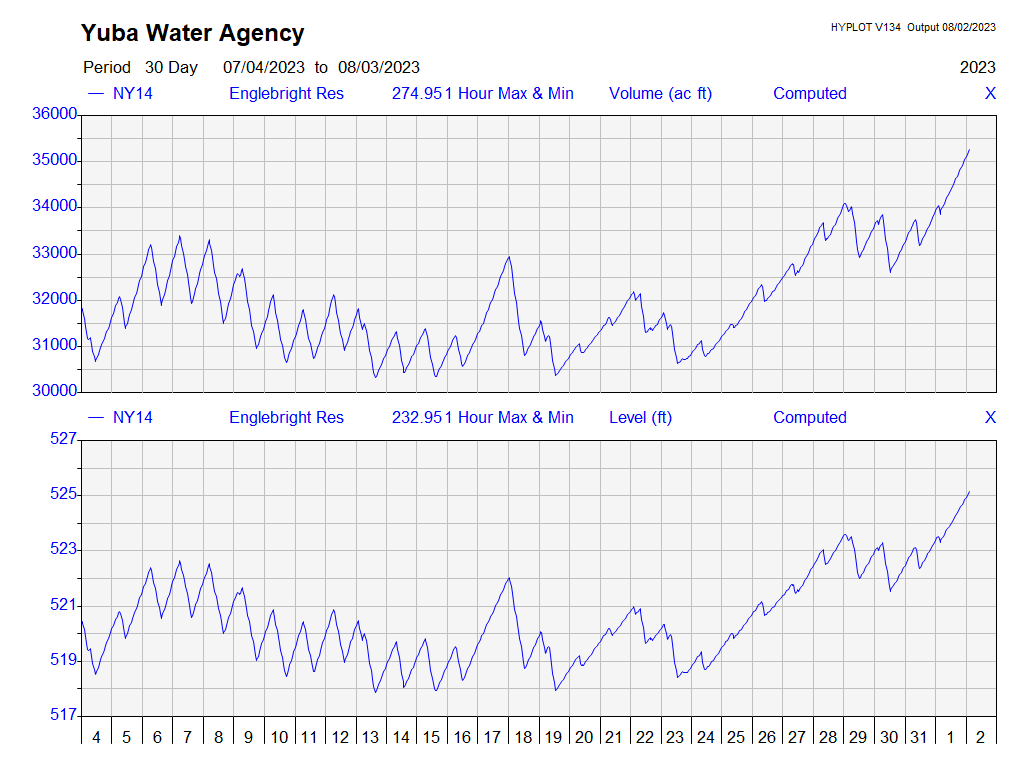 Yuba Water Agency
HYPLOT V134 Output 08/02/2023
Period 30 Day 07/04/2023 to 08/03/2023
2023
NY14 Englebright Res 274.951 Hour Max & Min Volume (ac ft) Computed X
36000
35000
34000
33000
32000
31000
30000
NY14 Englebright Res 232.951 Hour Max & Min Level (ft) Computed X
527
525
523
521
519
517
4 5 6 7 8 9 10 11 12 13 14 15 16 17 18 19 20 21 22 23 24 25 26 27 28 29 30 31 1 2